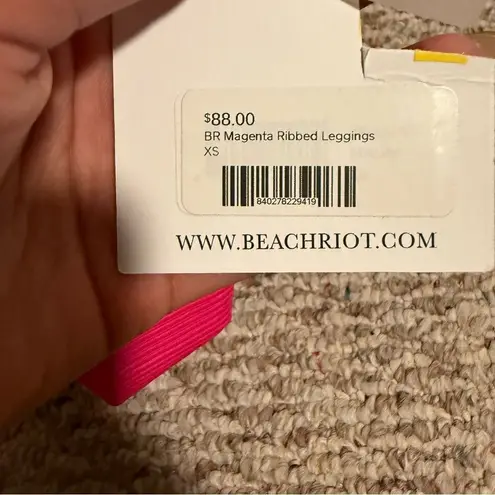 $88.00
BR Magenta Ribbed Leggings
XS
840278229419
WWW.BEACHRIOT.COM